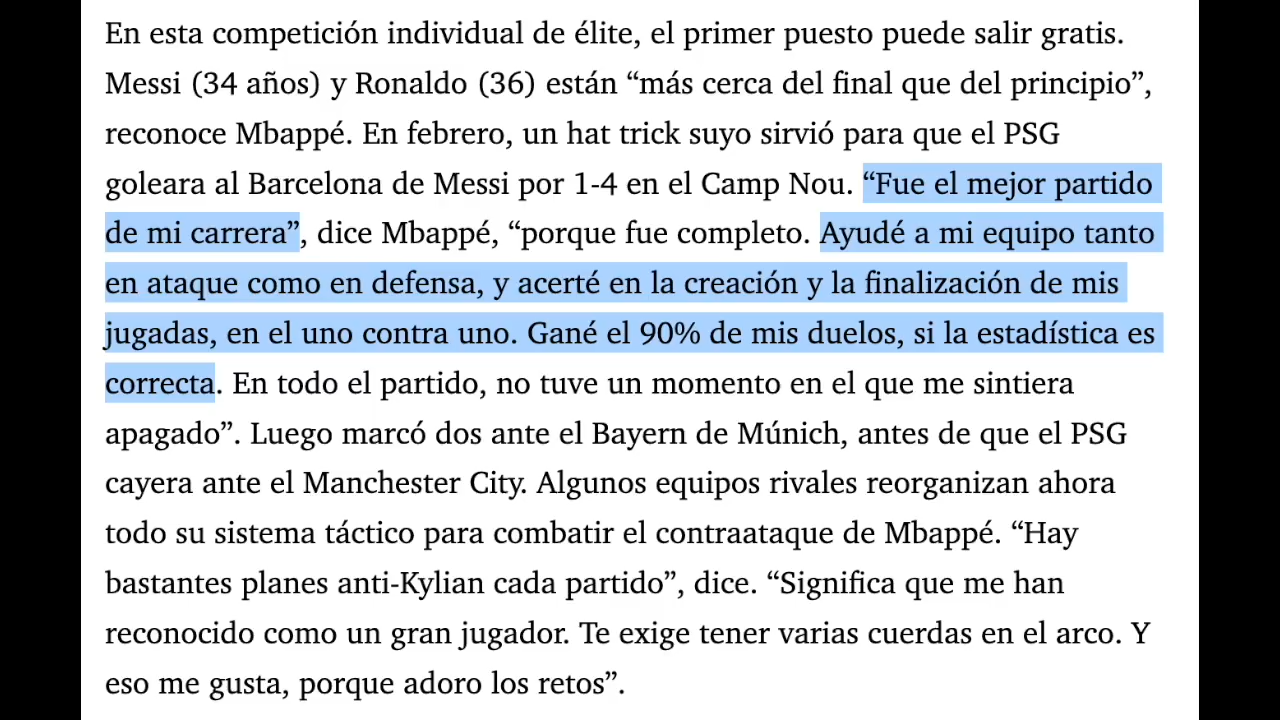 En esta competición individual de élite, el primer puesto puede salir gratis.
Messi (34 años) y Ronaldo (36) están “más cerca del final que del principio”,
reconoce Mbappé. En febrero, un hat trick suyo sirvió para que el PSG
goleara al Barcelona de Messi por 1-4 en el Camp Nou. “Fue el mejor partido
de mi carrera”, dice Mbappé, “porque fue completo. Ayudé a mi equipo tanto
en ataque como en defensa, y acerté en la creación y la finalización de mis
jugadas, en el uno contra uno. Gané el 90% de mis duelos, si la estadística es
correcta. En todo el partido, no tuve un momento en el que me sintiera
apagado”. Luego marcó dos ante el Bayern de Múnich, antes de que el PSG
cayera ante el Manchester City. Algunos equipos rivales reorganizan ahora
todo su sistema táctico para combatir el contraataque de Mbappé. “Hay
bastantes planes anti-Kylian cada partido”, dice. “Significa que me han
reconocido como un gran jugador. Te exige tener varias cuerdas en el arco. Y
eso me gusta, porque adoro los retos”.